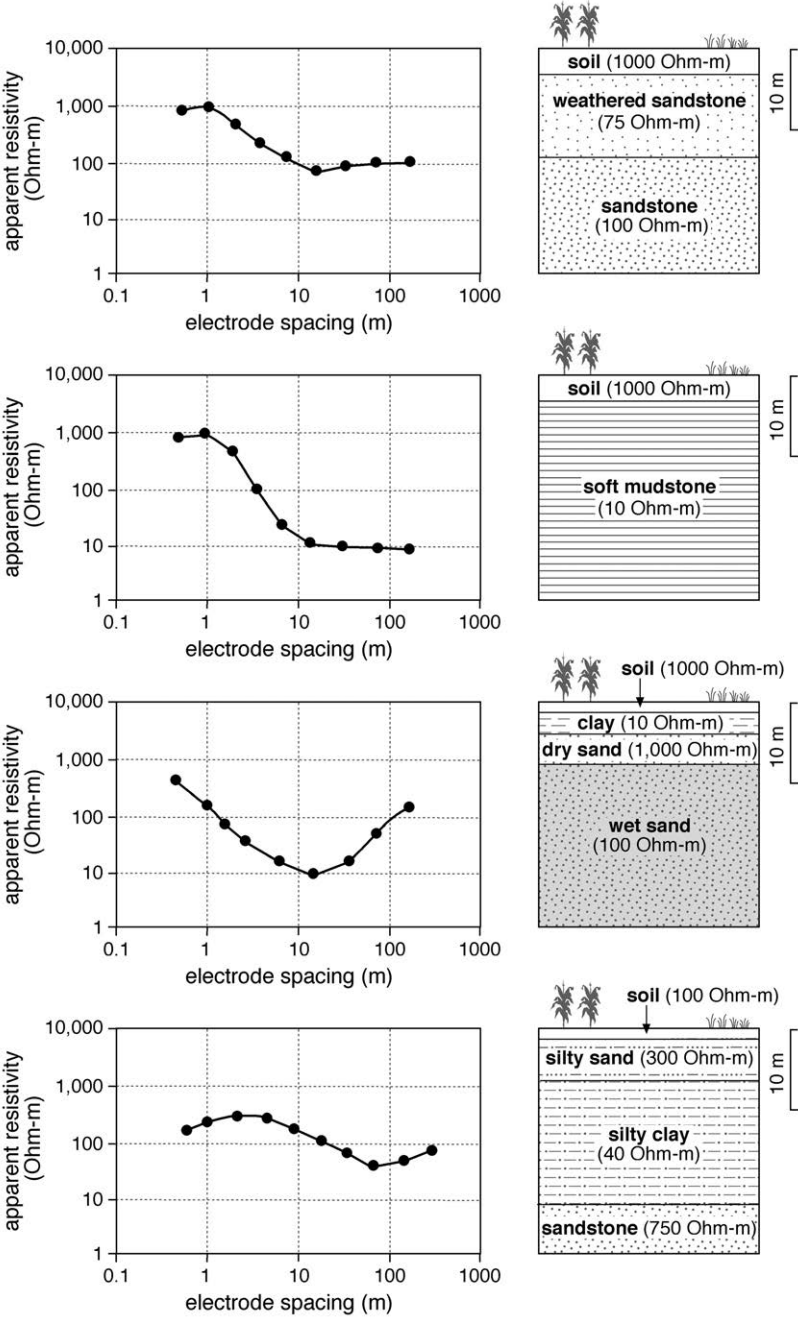 10,000
1,000
100
10
1
0.1 1 10 100 1000
electrode spacing (m)
apparent resistivity
(Ohm-m)
soil (1000 Ohm-m)
weathered sandstone
(75 Ohm-m)
sandstone
(100 Ohm-m)
10 m
10,000
1,000
100
10
1
0.1 1 10 100 1000
electrode spacing (m)
apparent resistivity
(Ohm-m)
soil (1000 Ohm-m)
soft mudstone
(10 Ohm-m)
10 m
10,000
1,000
100
10
1
0.1 1 10 100 1000
electrode spacing (m)
apparent resistivity
(Ohm-m)
soil (1000 Ohm-m)
clay (10 Ohm-m)
dry sand (1,000 Ohm-m)
wet sand
(100 Ohm-m)
10 m
10,000
1,000
100
10
1
0.1 1 10 100 1000
electrode spacing (m)
apparent resistivity
(Ohm-m)
soil (100 Ohm-m)
silty sand (300 Ohm-m)
silty clay
(40 Ohm-m)
sandstone (750 Ohm-m)
10 m